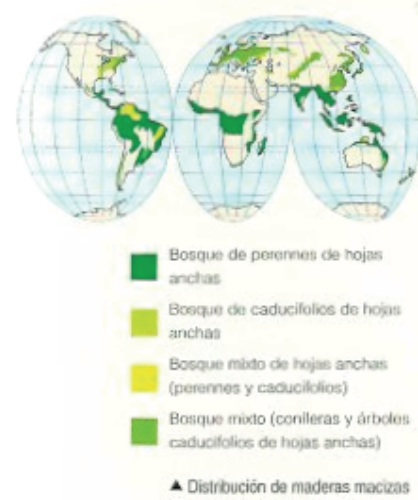 Bosque de perennes de hojas
anchas
Bosque de caducifolios de hojas
anchas
Bosque mixto de hojas anchas
(perennes y caducifolios)
Bosque mixto (coníferas y árboles
caducifolios de hojas anchas)
▲ Distribución de maderas macizas